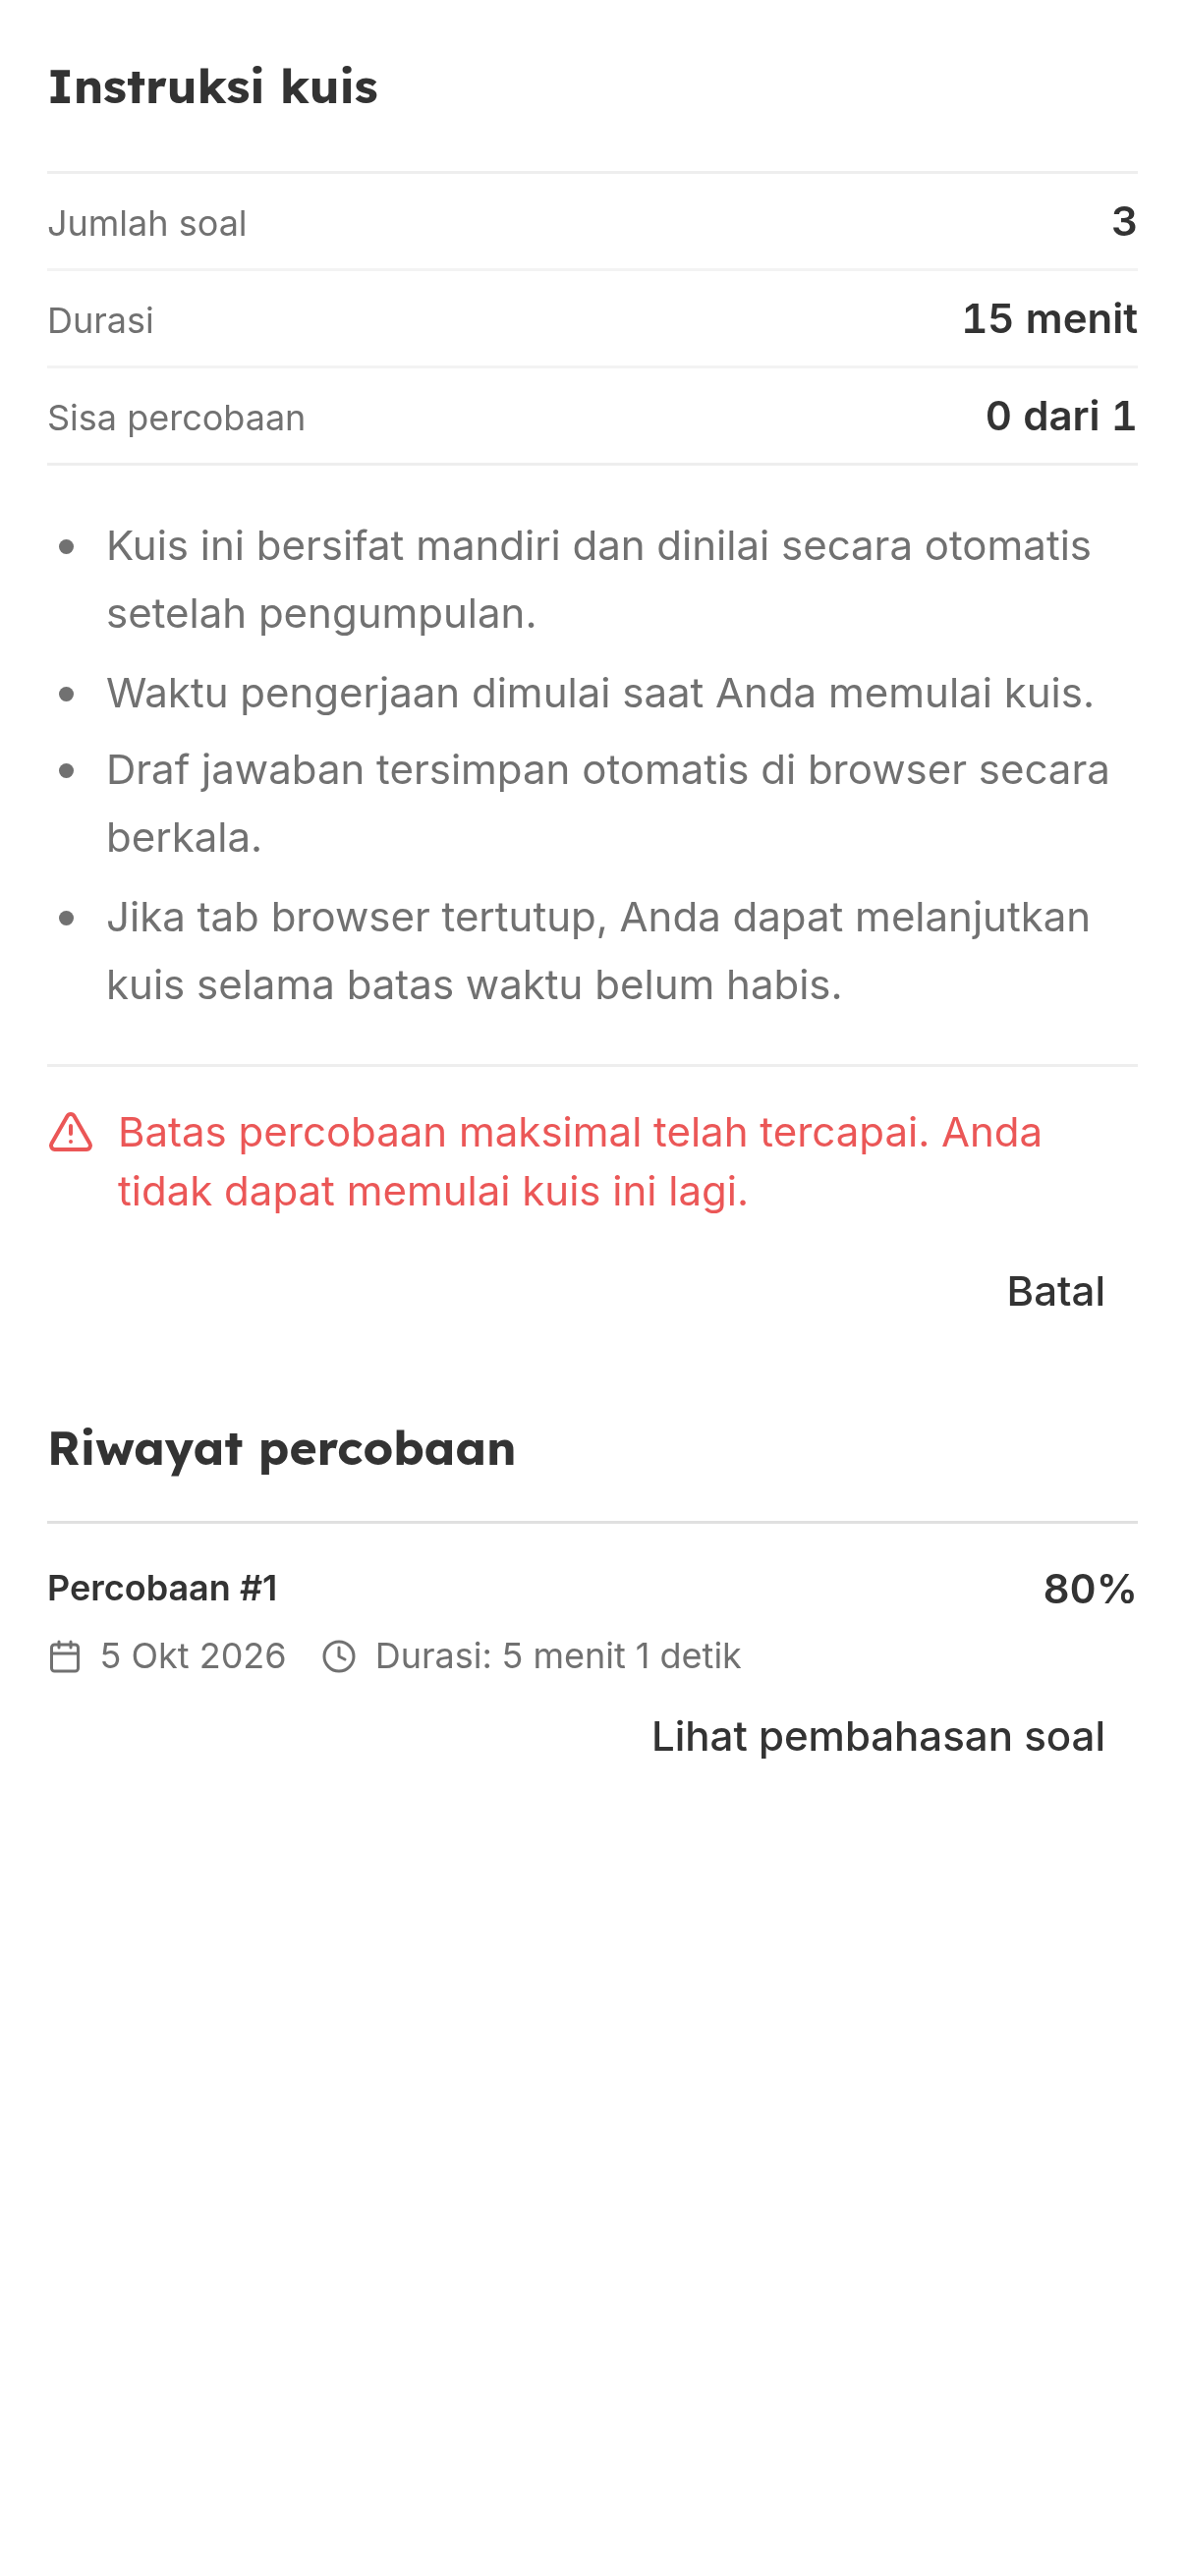 Instruksi kuis
Jumlah soal
3
Durasi
15 menit
Sisa percobaan
0 dari 1
Kuis ini bersifat mandiri dan dinilai secara otomatis
setelah pengumpulan.
Waktu pengerjaan dimulai saat Anda memulai kuis.
Draf jawaban tersimpan otomatis di browser secara
berkala.
Jika tab browser tertutup, Anda dapat melanjutkan
kuis selama batas waktu belum habis.
Batas percobaan maksimal telah tercapai. Anda
tidak dapat memulai kuis ini lagi.
Batal
Riwayat percobaan
Percobaan #1
80%
5 Okt 2026
Durasi: 5 menit 1 detik
Lihat pembahasan soal